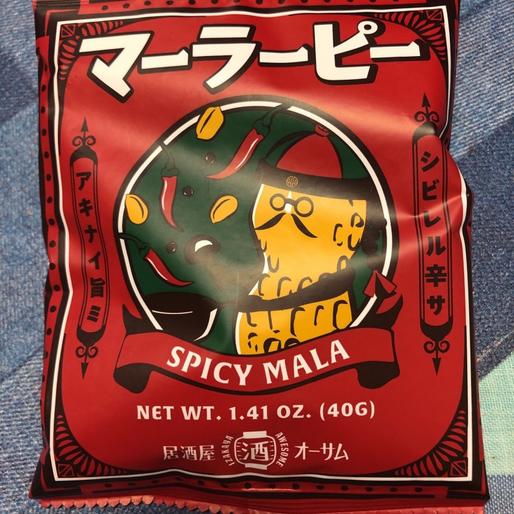 マーラーピー
アキナイ旨ミ
シビレル辛サ
SPICY MALA
NET WT. 1.41 OZ. (40G)
居酒屋 IZAKAYA 酒 AWESOME オーサム